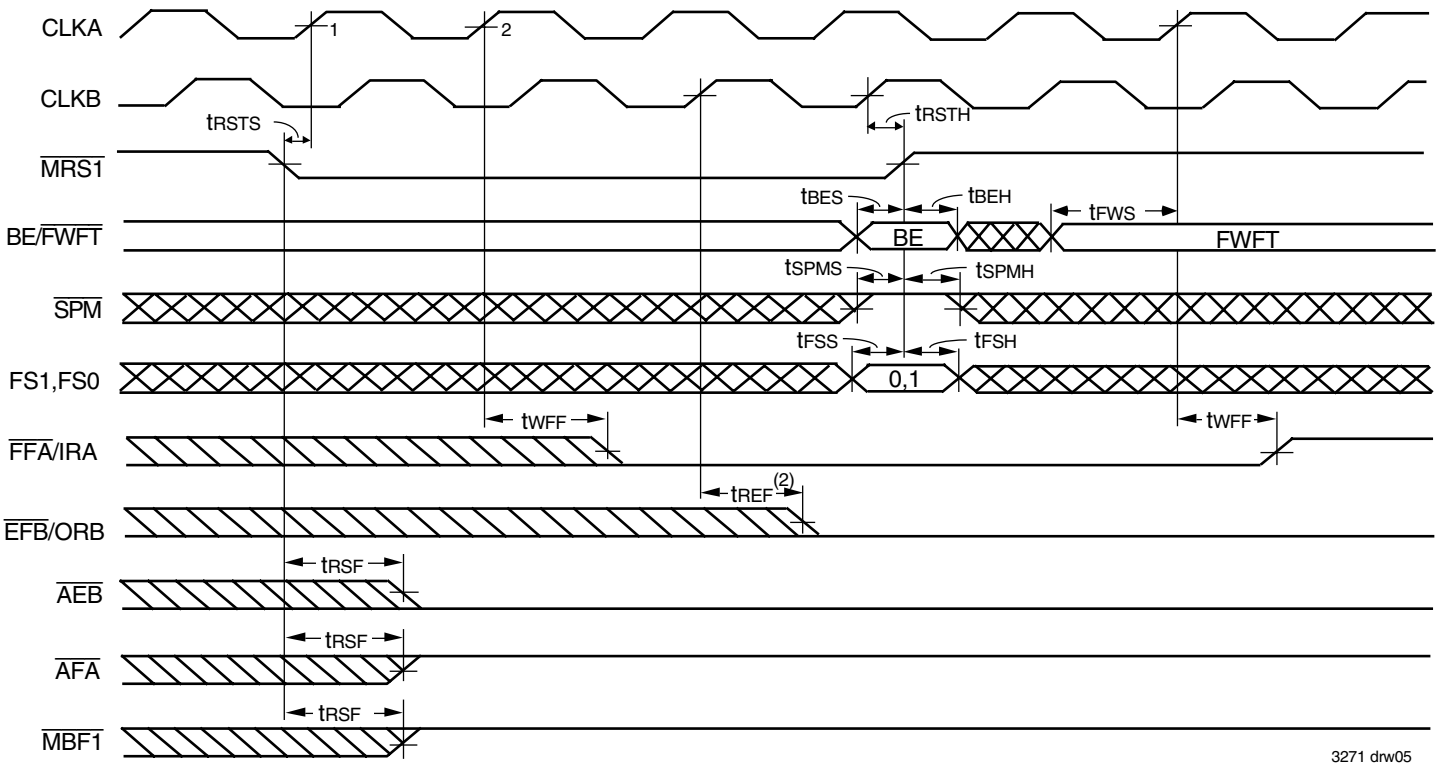 CLKA
1
2
CLKB
tRSTS
tRSTH
MRS1
tBES
tBEH
tFWS
BE/FWFT
BE
FWFT
tSPMS
tSPMH
SPM
tFSS
tFSH
FS1,FS0
0,1
tWFF
tWFF
FFA/IRA
tREF(2)
EFB/ORB
tRSF
AEB
tRSF
AFA
tRSF
MBF1
3271 drw05